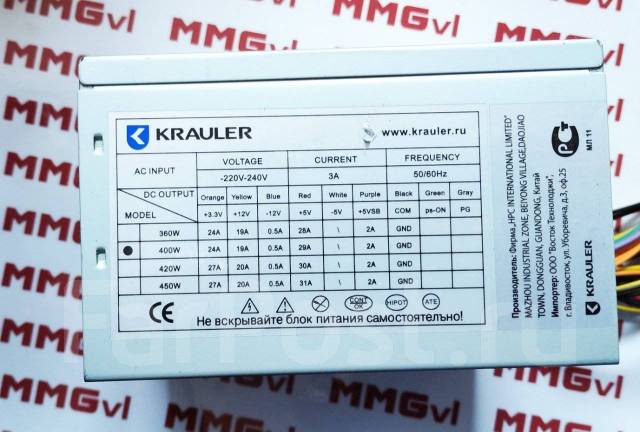 MMGvl
KRAULER
www.krauler.ru
AC INPUT VOLTAGE CURRENT FREQUENCY
-220V-240V 3A 50/60Hz
DC OUTPUT Orange Yellow Blue Red White Purple Black Green Gray
MODEL +3.3V +12V -12V +5V -5V +5VSB COM ps-ON PG
360W 24A 19A 0.5A 28A \ 2A GND
400W 24A 19A 0.5A 29A \ 2A GND
420W 27A 20A 0.5A 30A \ 2A GND
450W 27A 20A 0.5A 31A \ 2A GND
CE DON'T OK HIPOT ATE
Не вскрывайте блок питания самостоятельно!
Производитель: Фирма „HPC INTERNATIONAL LIMITED"
MAZHOU INDUSTRIAL ZONE, BEIYONG VILLAGE,DAOJIAO
TOWN, DONGGUAN, GUANDONG, Китай
Импортер: ООО "Восток Технолоджи",
г. Владивосток, ул. Уборевича, д.3, оф.25
РСТ
МЛ 11
KRAULER